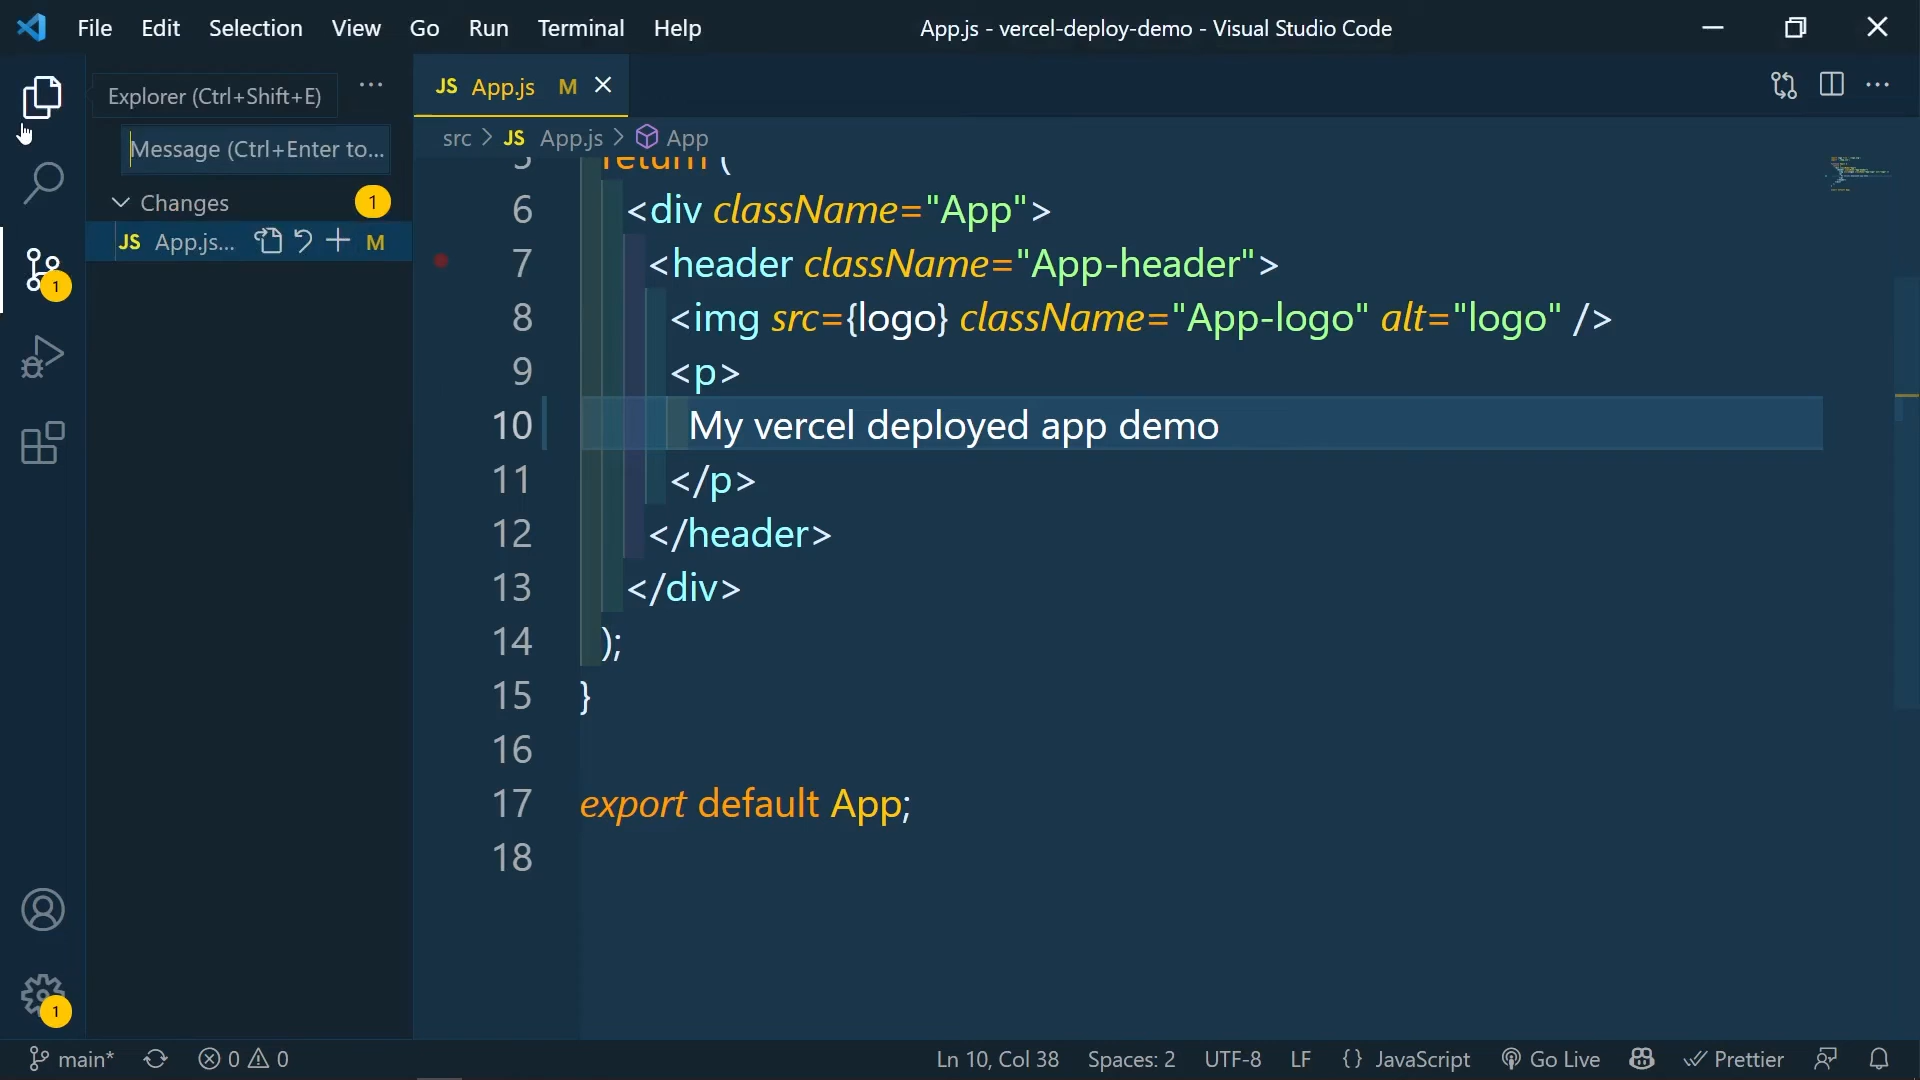 File Edit Selection View Go Run Terminal Help
App.js - vercel-deploy-demo - Visual Studio Code
Explorer (Ctrl+Shift+E)
Message (Ctrl+Enter to...
Changes 1
JS App.js... M
1
1
JS App.js M
src > JS App.js > App
5 return (
6 <div className="App">
7 <header className="App-header">
8 <img src={logo} className="App-logo" alt="logo" />
9 <p>
10 My vercel deployed app demo
11 </p>
12 </header>
13 </div>
14 );
15 }
16
17 export default App;
18
main* 0 0 Ln 10, Col 38 Spaces: 2 UTF-8 LF {} JavaScript Go Live Prettier